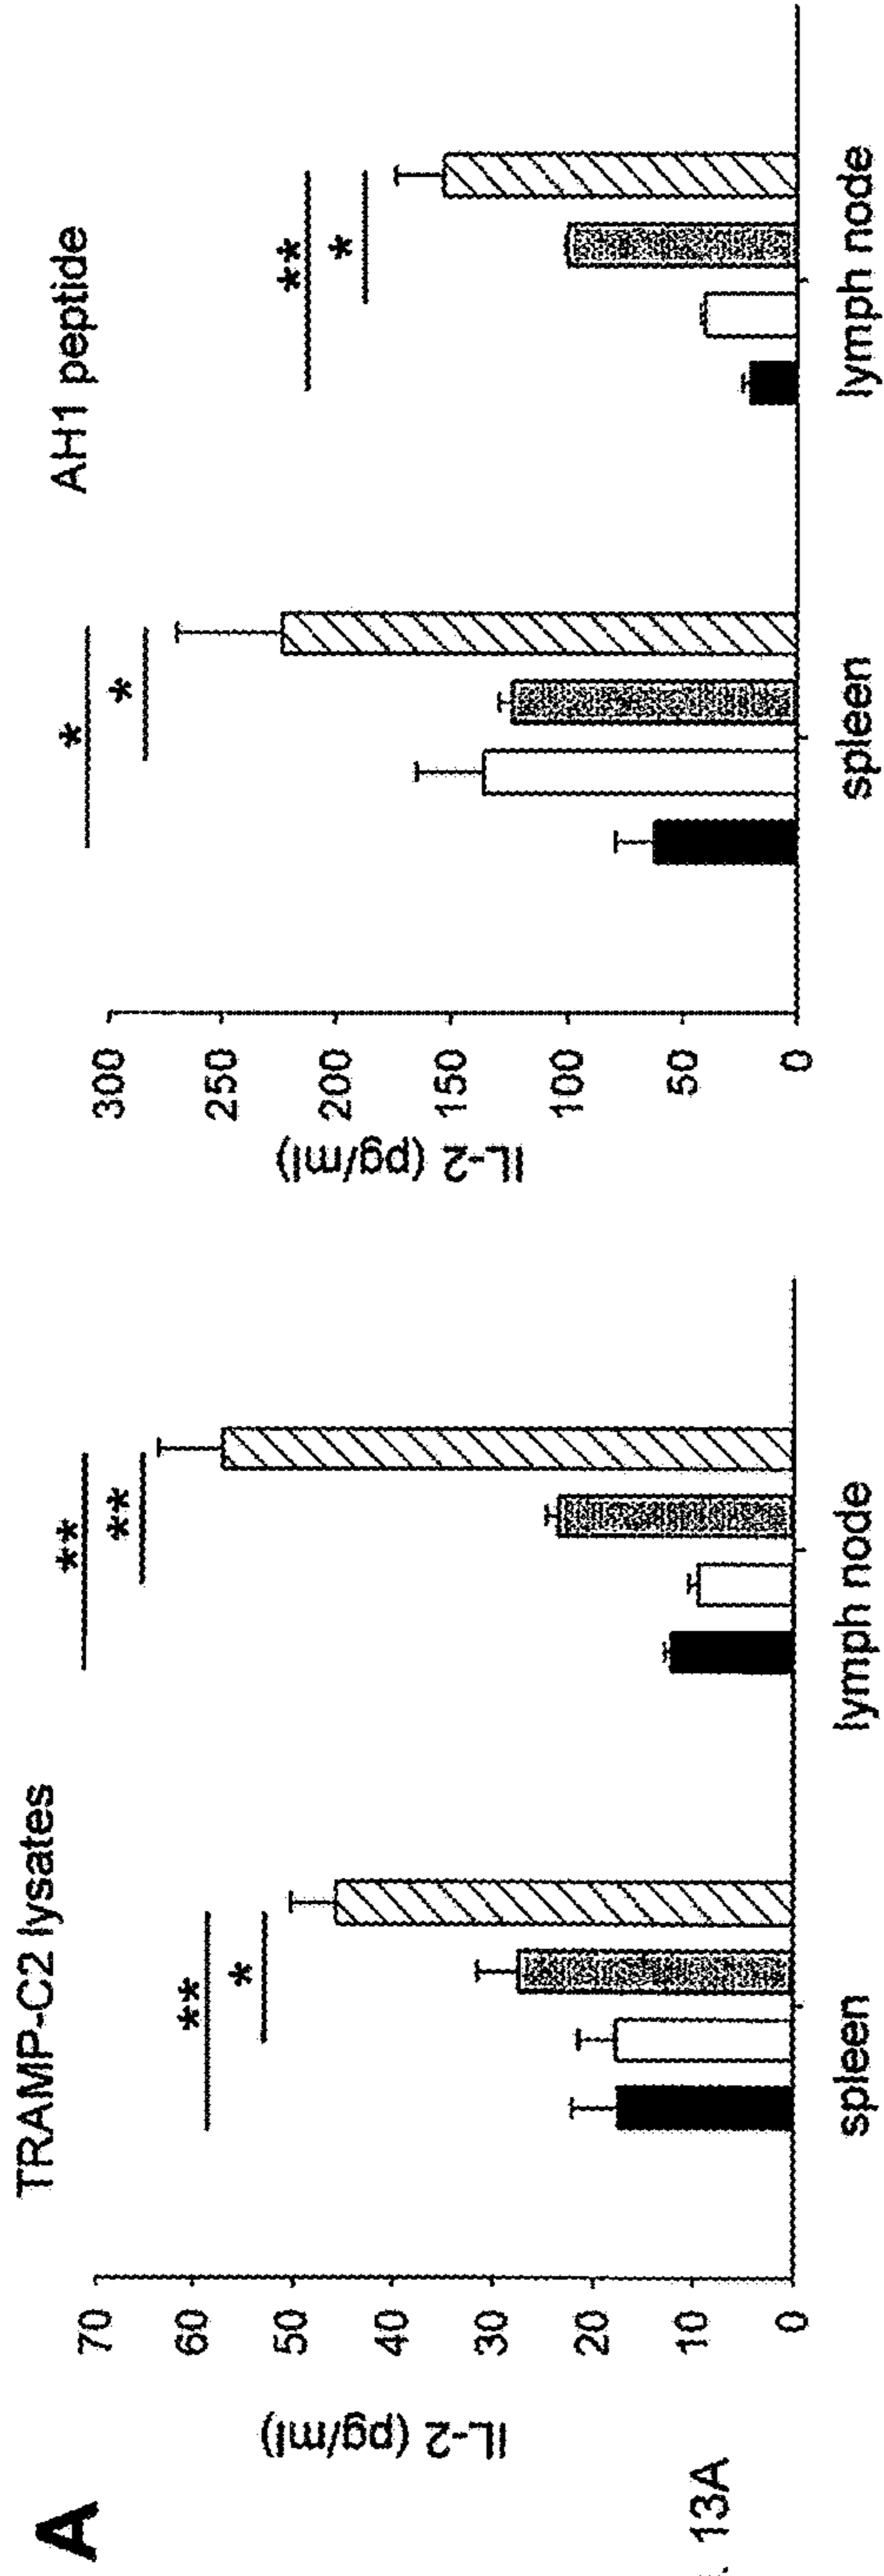 A
TRAMP-C2 lysates
IL-2 (pg/ml)
70
60
50
40
30
20
10
0
**
*
**
**
spleen
lymph node
AH1 peptide
IL-2 (pg/ml)
300
250
200
150
100
50
0
*
*
**
*
spleen
lymph node
. 13A